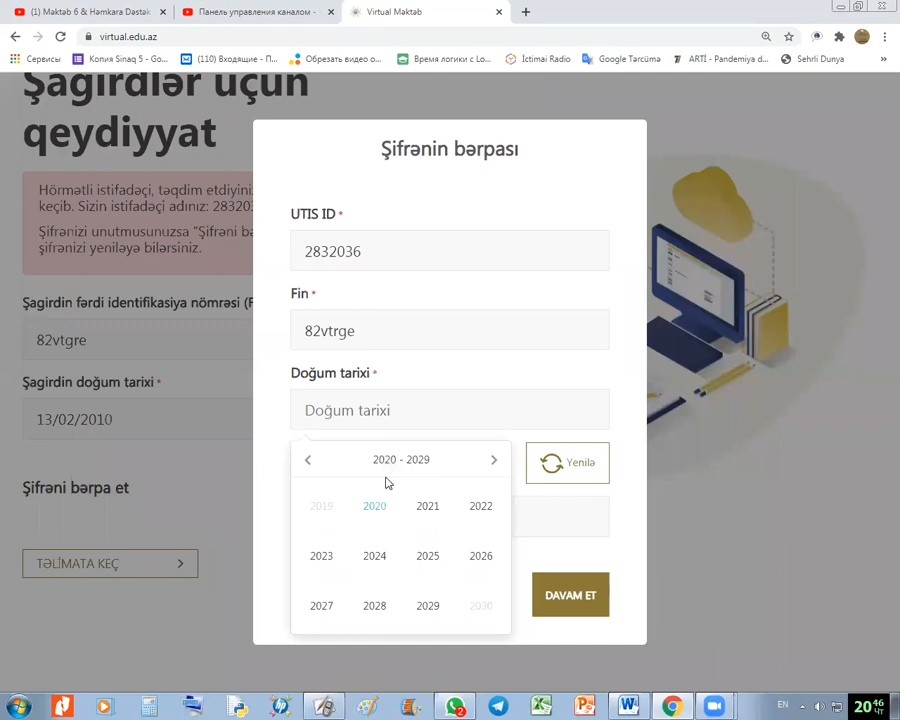 (1) Məktəb 6 & Həmkara Dəstək
Панель управления каналом -
Virtual Məktəb
virtual.edu.az
Сервисы
Копия Sinaq 5 - Go...
(110) Входящие - П...
Обрезать видео о...
Время логики с Lo...
İctimai Radio
Google Tərcümə
ARTİ - Pandemiya d...
Sehrli Dunya
»
Şagirdlər üçün
qeydiyyat
Hörmətli istifadəçi, təqdim etdiyini
keçib. Sizin istifadəçi adınız: 28320
Şifrənizi unutmusunuzsa "Şifrəni bə
şifrənizi yeniləyə bilərsiniz.
Şagirdin fərdi identifikasiya nömrəsi (F
82vtgre
Şagirdin doğum tarixi *
13/02/2010
Şifrəni bərpa et
TƏLİMATA KEÇ
Şifrənin bərpası
UTIS ID *
2832036
Fin *
82vtrge
Doğum tarixi *
Doğum tarixi
2020 - 2029
Yenilə
2019 2020 2021 2022
2023 2024 2025 2026
2027 2028 2029 2030
DAVAM ET
2
EN
20 46
ЧТ